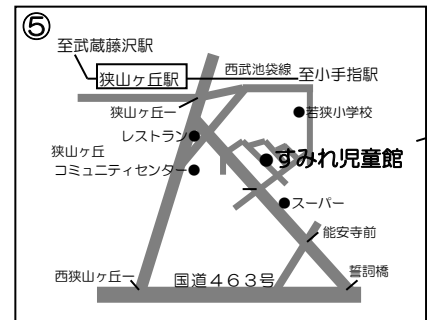 ⑤
至武蔵藤沢駅
狭山ヶ丘駅
西武池袋線
至小手指駅
狭山ヶ丘一
若狭小学校
レストラン
狭山ヶ丘
コミュニティセンター
すみれ児童館
スーパー
能安寺前
西狭山ヶ丘一
国道463号
誓詞橋